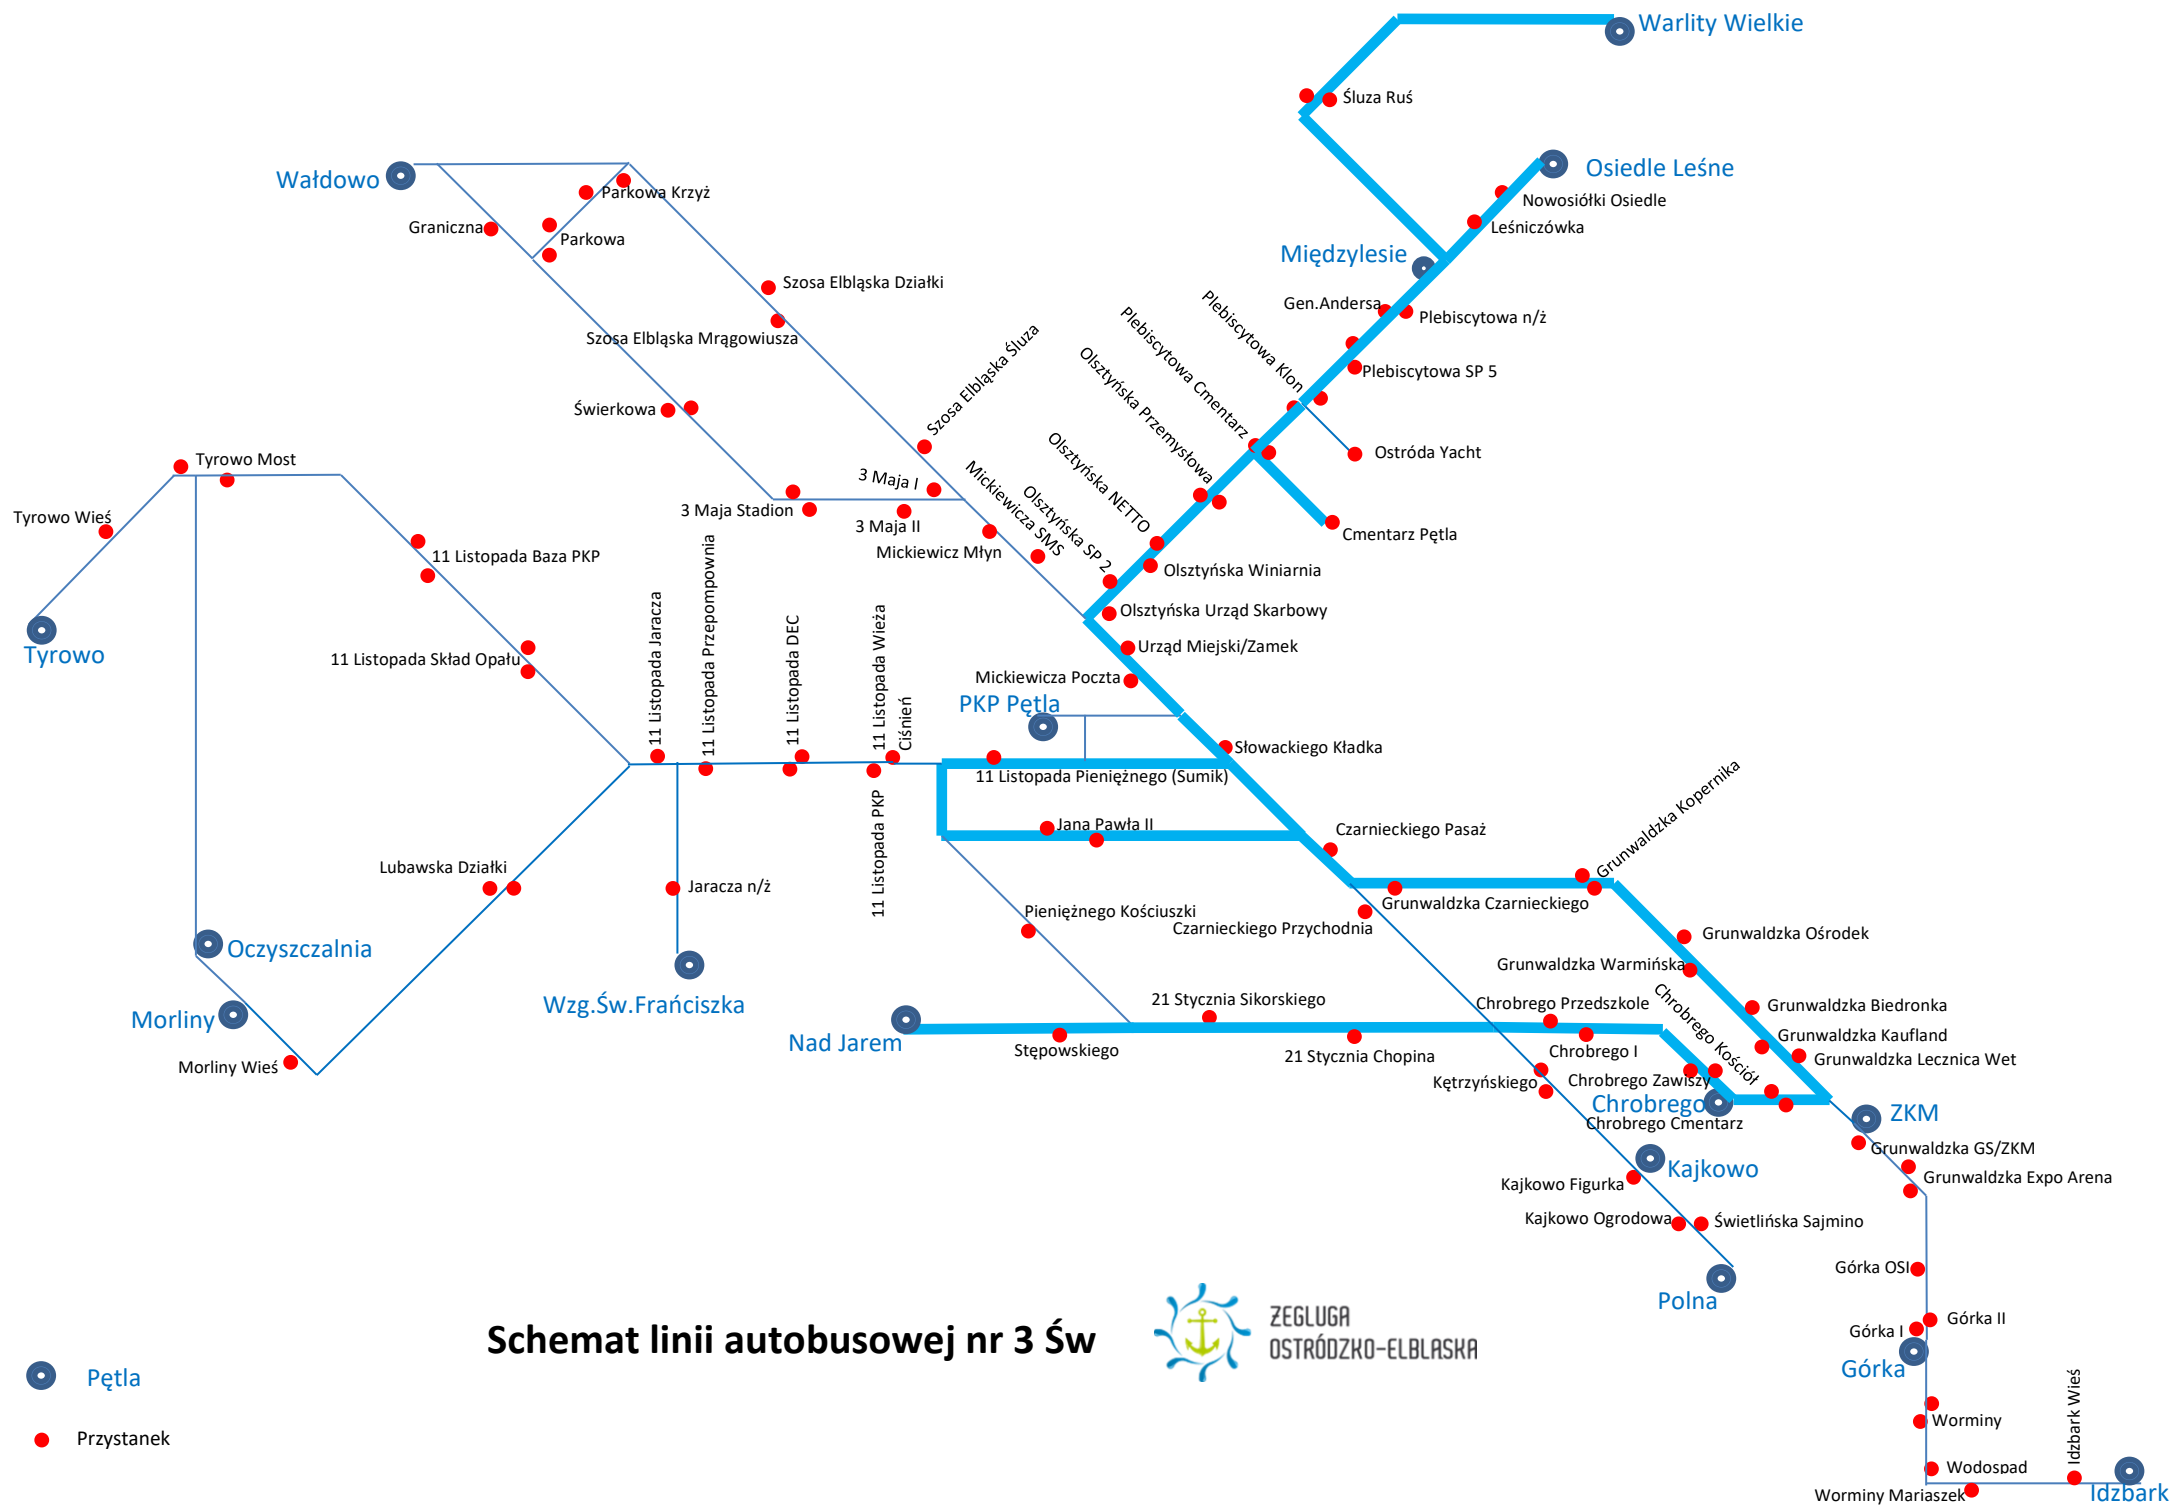 Warlity Wielkie
Śluza Ruś
Osiedle Leśne
Wałdowo
Parkowa Krzyż
Nowosiółki Osiedle
Graniczna
Parkowa
Leśniczówka
Międzylesie
Szosa Elbląska Działki
Gen.Andersa
Plebiscytowa n/ż
Szosa Elbląska Mrągowiusza
Szosa Elbląska Śluza
Plebiscytowa Klon
Plebiscytowa Cmentarz
Olsztyńska Przemysłowa
Plebiscytowa SP 5
Świerkowa
Olsztyńska NETTO
Ostróda Yacht
Tyrowo Most
3 Maja I
Mickiewicza SMS
Olsztyńska SP 2
3 Maja Stadion
3 Maja II
Tyrowo Wieś
Mickiewicz Młyn
Cmentarz Pętla
11 Listopada Baza PKP
Olsztyńska Winiarnia
Olsztyńska Urząd Skarbowy
11 Listopada Jaracza
11 Listopada Przepompownia
11 Listopada DEC
11 Listopada Wieża
Ciśnień
Tyrowo
11 Listopada Skład Opału
Urząd Miejski/Zamek
Mickiewicza Poczta
PKP Pętla
Słowackiego Kładka
11 Listopada Pieniężnego (Sumik)
Grunwaldzka Kopernika
Jana Pawła II
Czarnieckiego Pasaż
11 Listopada PKP
Lubawska Działki
Jaracza n/ż
Pieniężnego Kościuszki
Grunwaldzka Czarnieckiego
Czarnieckiego Przychodnia
Grunwaldzka Ośrodek
Oczyszczalnia
Grunwaldzka Warmińska
Wzg.Św.Frańciszka
21 Stycznia Sikorskiego
Chrobrego Przedszkole
Chrobrego Kościół
Grunwaldzka Biedronka
Morliny
Nad Jarem
Stępowskiego
21 Stycznia Chopina
Chrobrego I
Grunwaldzka Kaufland
Grunwaldzka Lecznica Wet
Morliny Wieś
Kętrzyńskiego
Chrobrego Zawiszy
Chrobrego
ZKM
Chrobrego Cmentarz
Grunwaldzka GS/ZKM
Kajkowo
Kajkowo Figurka
Grunwaldzka Expo Arena
Kajkowo Ogrodowa
Świetlińska Sajmino
Górka OSI
Polna
Górka II
Górka I
Schemat linii autobusowej nr 3 Św
ŻEGLUGA
OSTRÓDZKO-ELBLASKA
Górka
Pętla
Idzbark Wieś
Worminy
Przystanek
Wodospad
Worminy Mariaszek
Idzbark